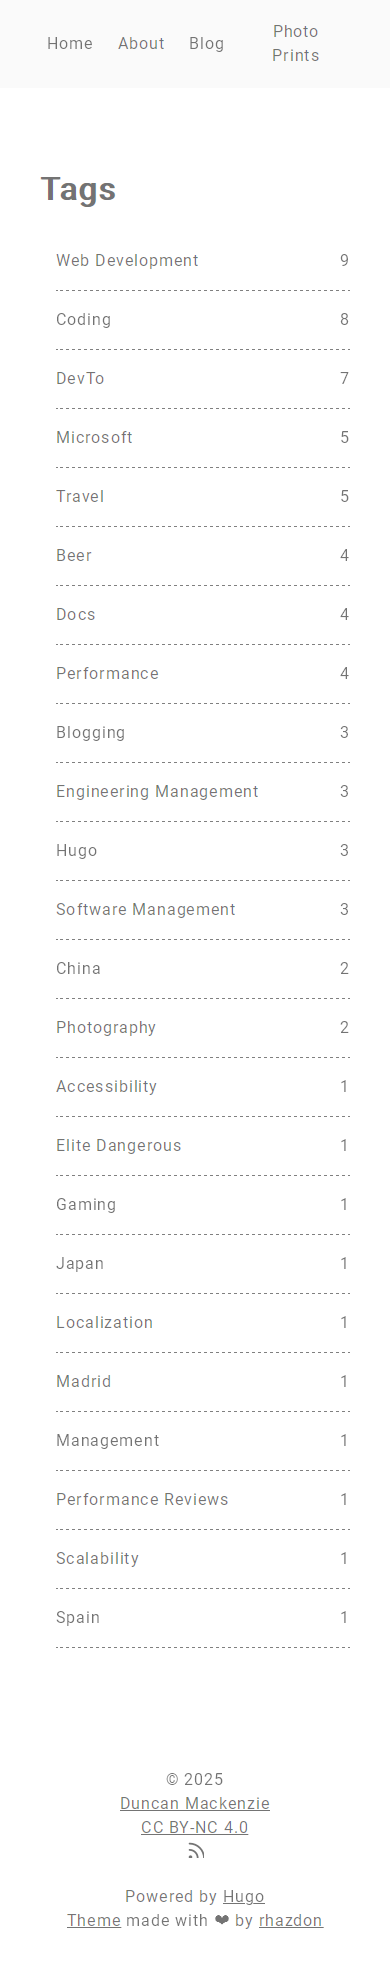 Home About Blog Photo Prints
Tags
Web Development 9
Coding 8
DevTo 7
Microsoft 5
Travel 5
Beer 4
Docs 4
Performance 4
Blogging 3
Engineering Management 3
Hugo 3
Software Management 3
China 2
Photography 2
Accessibility 1
Elite Dangerous 1
Gaming 1
Japan 1
Localization 1
Madrid 1
Management 1
Performance Reviews 1
Scalability 1
Spain 1
© 2025
Duncan Mackenzie
CC BY-NC 4.0
Powered by Hugo
Theme made with ❤ by rhazdon